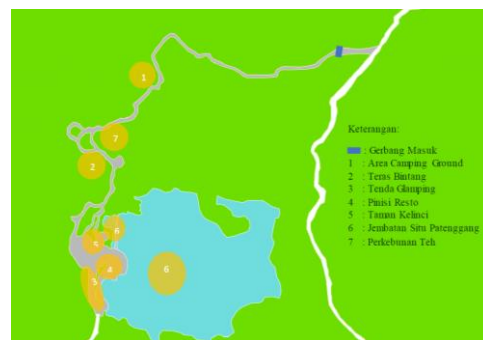 1
7
2
6
5
4
3
6
Keterangan:
: Gerbang Masuk
1 : Area Camping Ground
2 : Teras Bintang
3 : Tenda Glamping
4 : Pinisi Resto
5 : Taman Kelinci
6 : Jembatan Situ Patenggang
7 : Perkebunan Teh